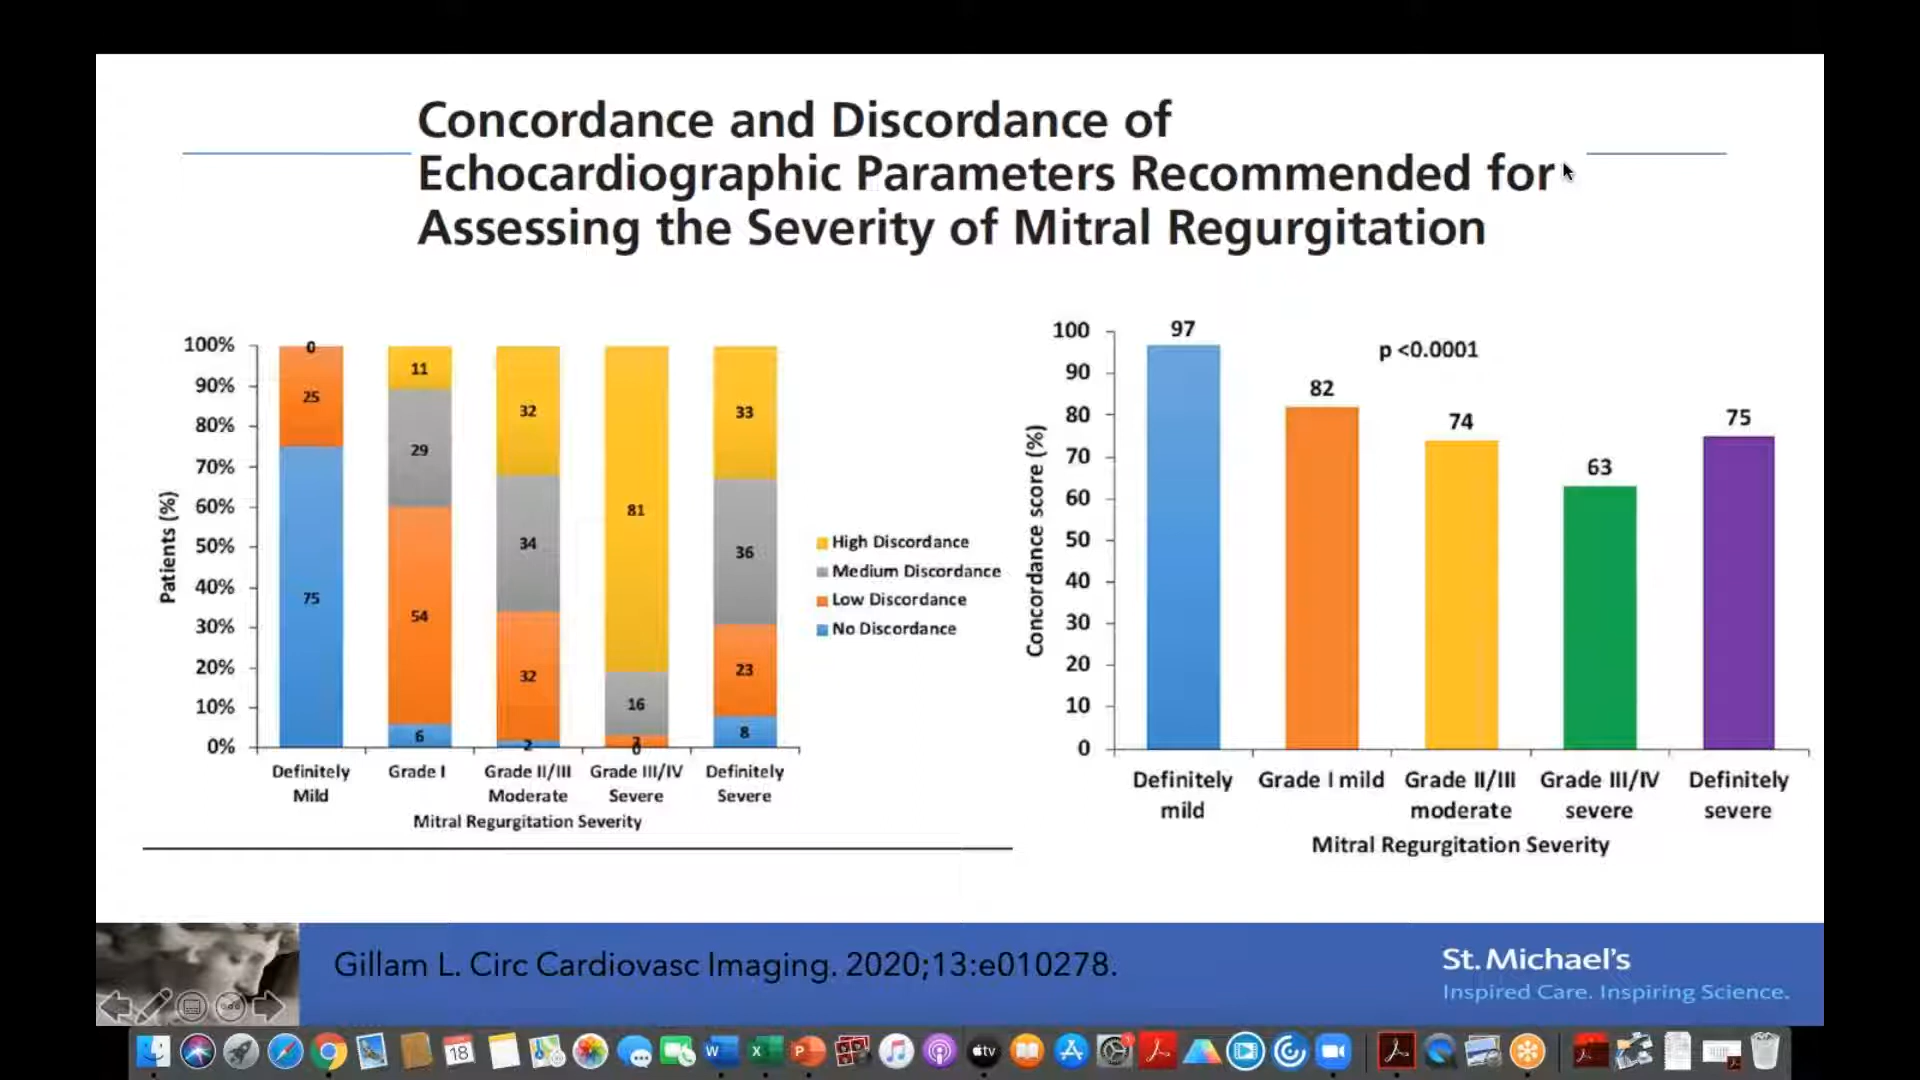 Concordance and Discordance of
Echocardiographic Parameters Recommended for
Assessing the Severity of Mitral Regurgitation
100%
90%
80%
70%
60%
50%
40%
30%
20%
10%
0%
Patients (%)
0
25
75
11
29
54
6
32
34
32
2
81
16
0
33
36
23
8
Definitely Mild
Grade I
Grade II/III Moderate
Grade III/IV Severe
Definitely Severe
Mitral Regurgitation Severity
High Discordance
Medium Discordance
Low Discordance
No Discordance
100
90
80
70
60
50
40
30
20
10
0
Concordance score (%)
p <0.0001
97
82
74
63
75
Definitely mild
Grade I mild
Grade II/III moderate
Grade III/IV severe
Definitely severe
Mitral Regurgitation Severity
Gillam L. Circ Cardiovasc Imaging. 2020;13:e010278.
St. Michael's
Inspired Care. Inspiring Science.
18
tv